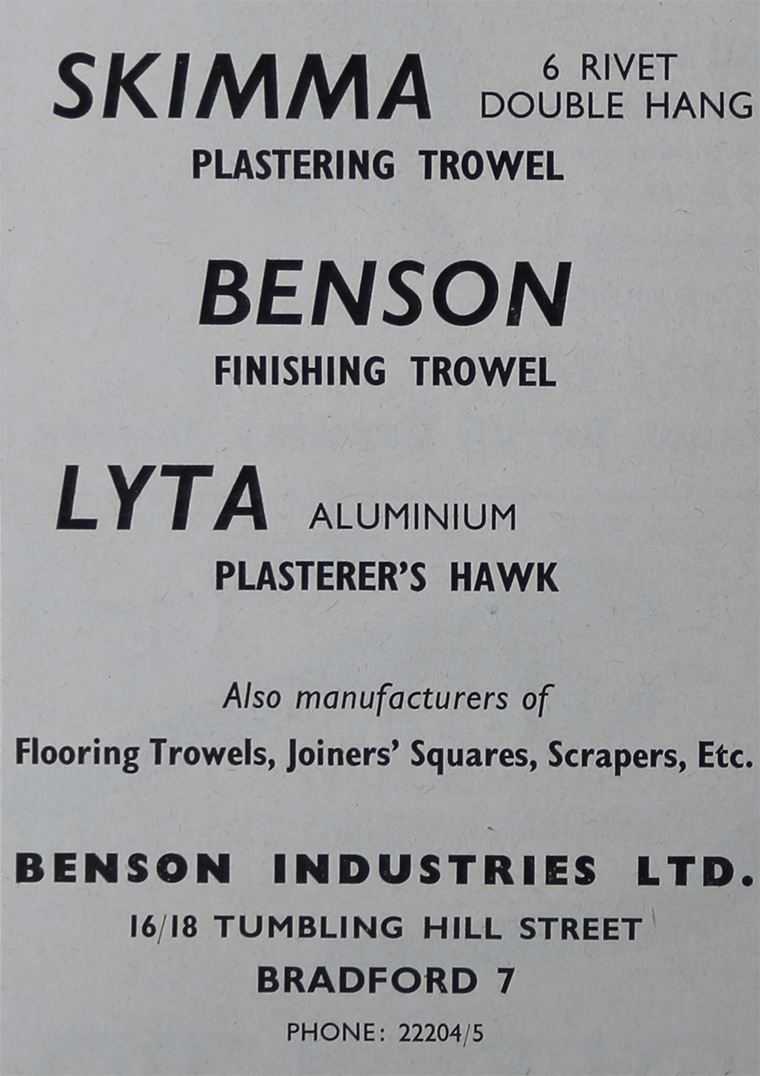 SKIMMA 6 RIVET
DOUBLE HANG
PLASTERING TROWEL
BENSON
FINISHING TROWEL
LYTA ALUMINIUM
PLASTERER'S HAWK
Also manufacturers of
Flooring Trowels, Joiners' Squares, Scrapers, Etc.
BENSON INDUSTRIES LTD.
16/18 TUMBLING HILL STREET
BRADFORD 7
PHONE: 22204/5